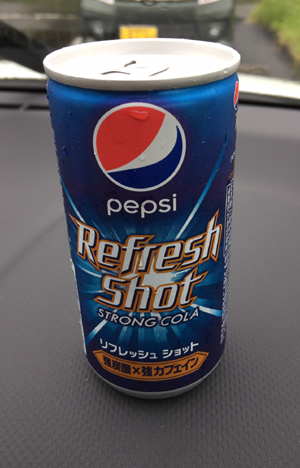 pepsi
Refresh
Shot
STRONG COLA
リフレッシュ ショット
強炭酸×強カフェイン